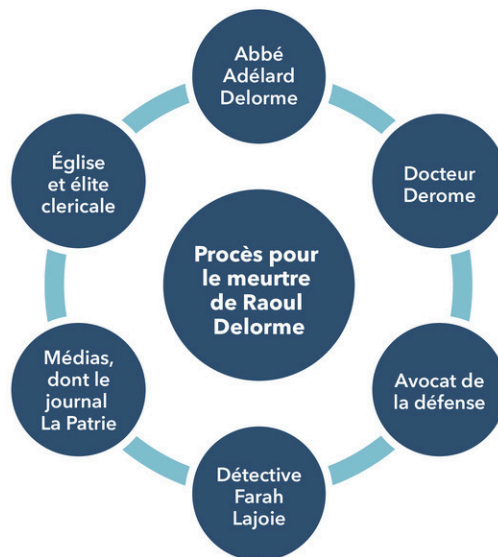 Abbé
Adélard
Delorme
Docteur
Derome
Avocat de
la défense
Détective
Farah
Lajoie
Médias,
dont le
journal
La Patrie
Église
et élite
clericale
Procès pour
le meurtre
de Raoul
Delorme